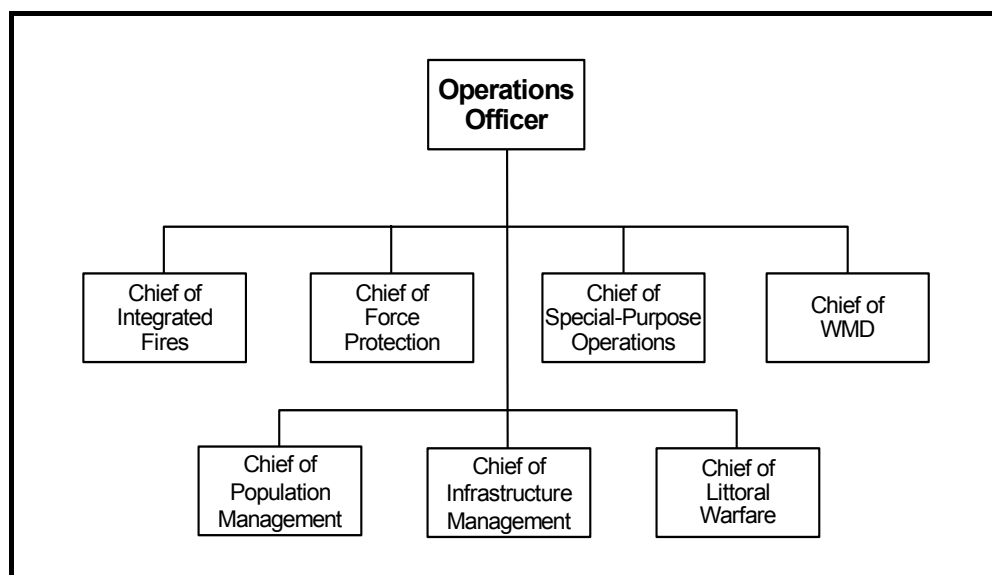 Operations
Officer
Chief of
Integrated
Fires
Chief of
Force
Protection
Chief of
Special-Purpose
Operations
Chief of
WMD
Chief of
Population
Management
Chief of
Infrastructure
Management
Chief of
Littoral
Warfare